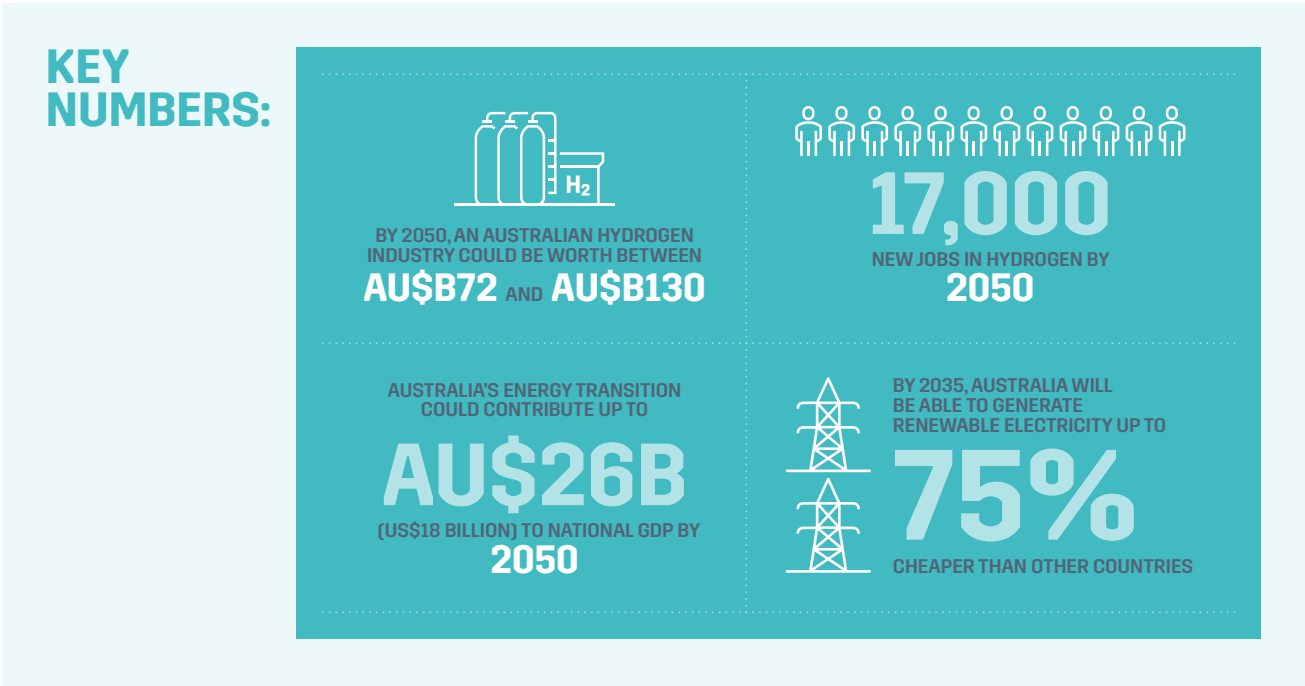 KEY
NUMBERS:
H₂
BY 2050, AN AUSTRALIAN HYDROGEN
INDUSTRY COULD BE WORTH BETWEEN
AU$B72 AND AU$B130
17,000
NEW JOBS IN HYDROGEN BY
2050
AUSTRALIA'S ENERGY TRANSITION
COULD CONTRIBUTE UP TO
AU$26B
(US$18 BILLION) TO NATIONAL GDP BY
2050
BY 2035, AUSTRALIA WILL
BE ABLE TO GENERATE
RENEWABLE ELECTRICITY UP TO
75%
CHEAPER THAN OTHER COUNTRIES